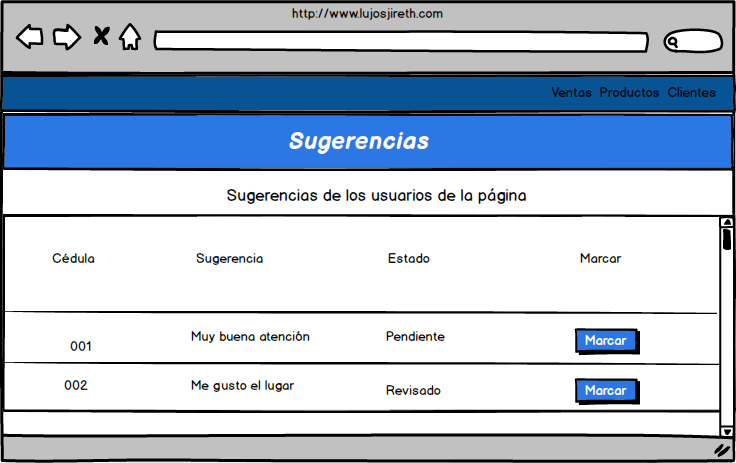 http://www.lujosjireth.com
Ventas Productos Clientes
Sugerencias
Sugerencias de los usuarios de la página
Cédula Sugerencia Estado Marcar
001 Muy buena atención Pendiente Marcar
002 Me gusto el lugar Revisado Marcar